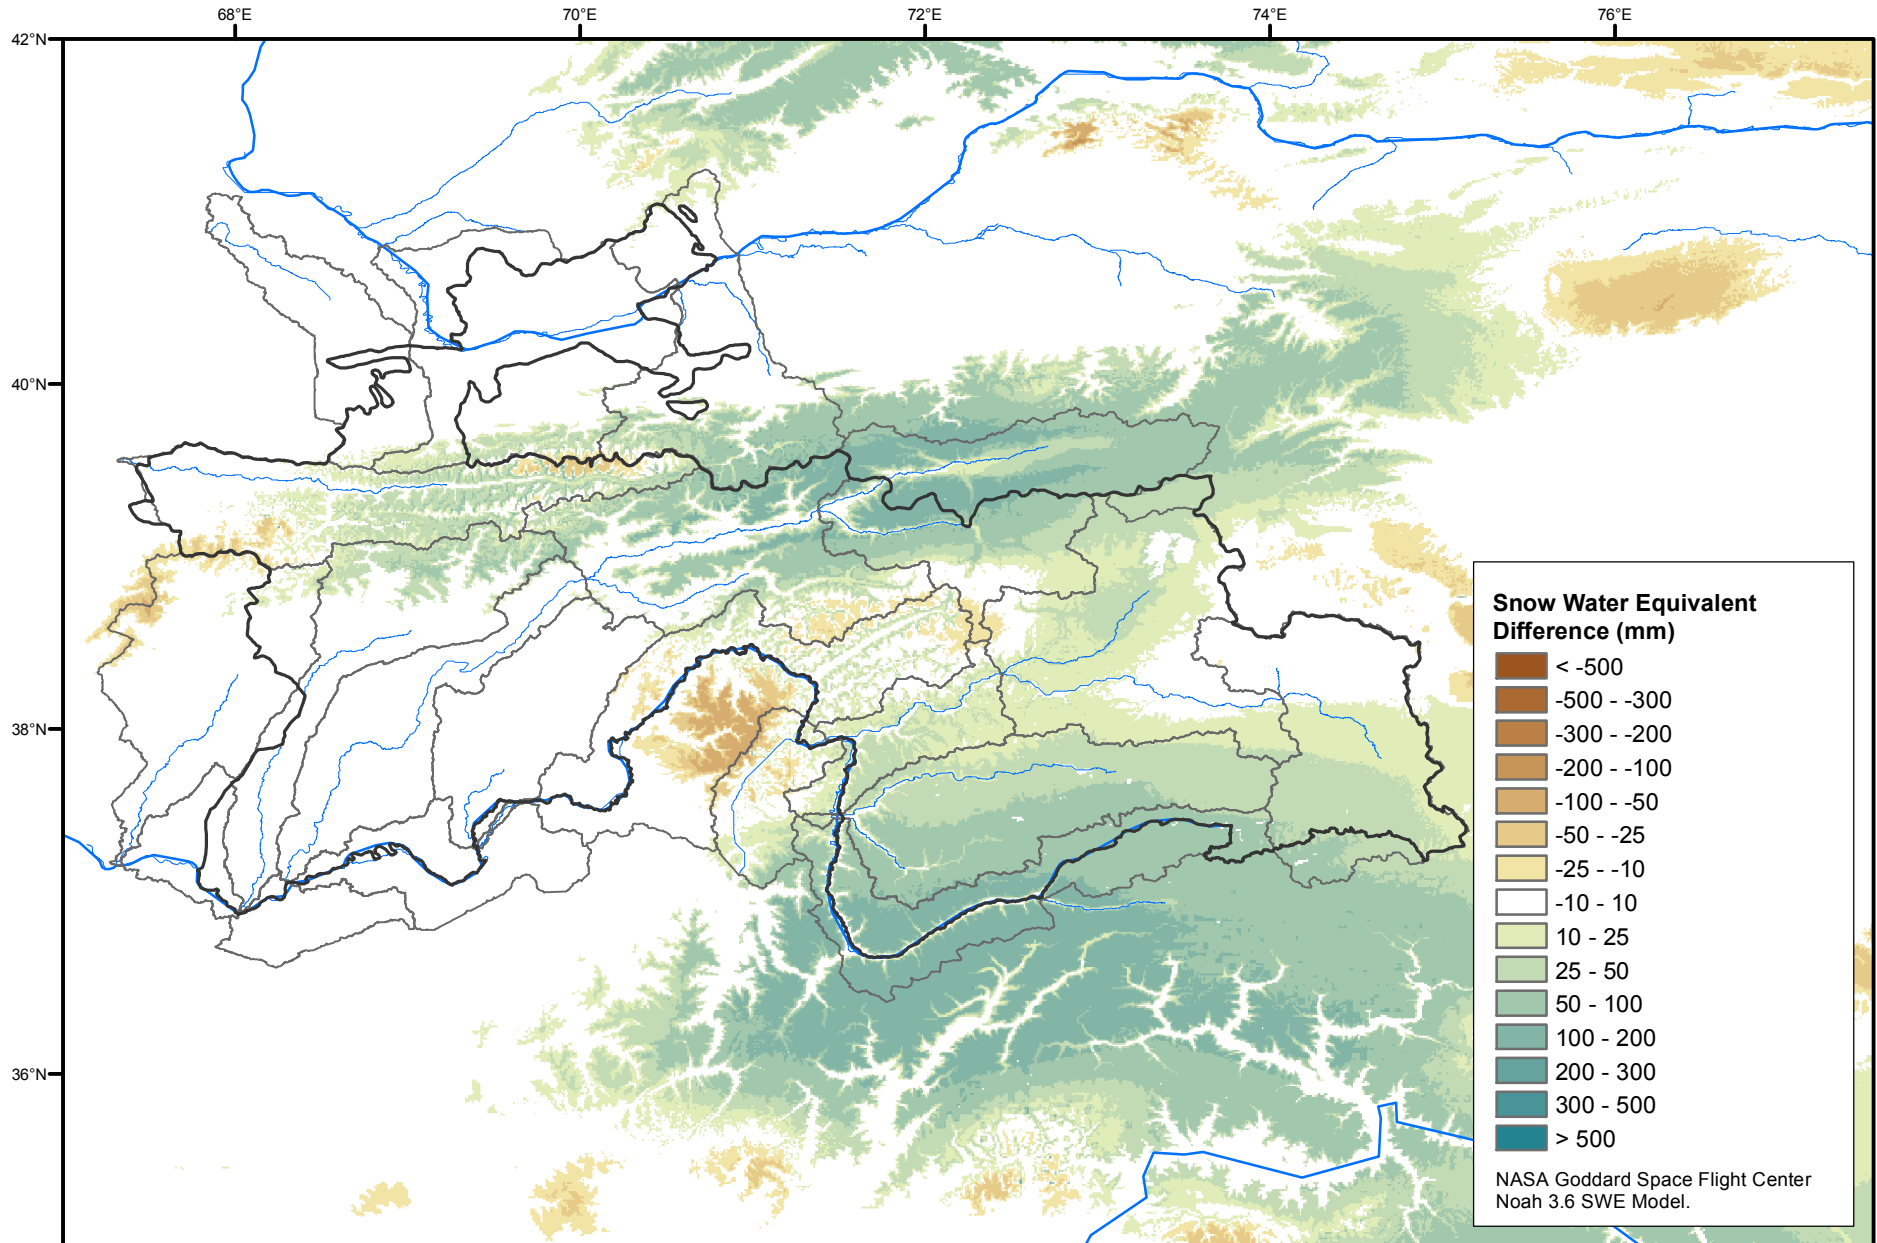 68°E
70°E
72°E
74°E
76°E
42°N
40°N
38°N
36°N
Snow Water Equivalent
Difference (mm)
< -500
-500 - -300
-300 - -200
-200 - -100
-100 - -50
-50 - -25
-25 - -10
-10 - 10
10 - 25
25 - 50
50 - 100
100 - 200
200 - 300
300 - 500
> 500
NASA Goddard Space Flight Center
Noah 3.6 SWE Model.